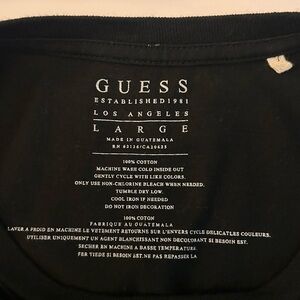 GUESS
ESTABLISHED 1981
LOS ANGELES
LARGE
MADE IN GUATEMALA
RN 62136/CA20635
100% COTTON
MACHINE WASH COLD INSIDE OUT
GENTLY CYCLE WITH LIKE COLORS.
ONLY USE NON-CHLORINE BLEACH WHEN NEEDED.
TUMBLE DRY LOW.
COOL IRON IF NEEDED
DO NOT IRON DECORATION
100% COTON
FABRIQUE AU GUATEMALA
LAVER A FROID EN MACHINE LE VETEMENT RETOURNE SUR L'UNIVERS CYCLE DELICATLES COULEURS.
UTILISER UNIQUEMENT UN AGENT BLANCHISSANT NON DECOLORANT SI BESOIN EST.
SECHER EN MACHINE A BASSE TEMPERATURE.
FER TIEDE SI BESOIN EST. NE PAS REPASSER LA